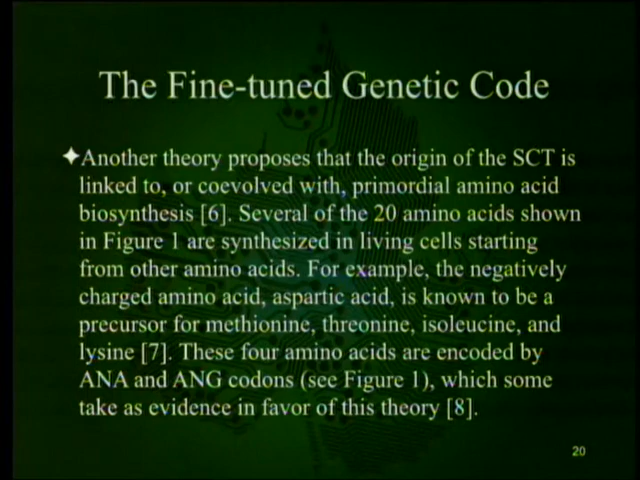 The Fine-tuned Genetic Code
✦Another theory proposes that the origin of the SCT is
linked to, or coevolved with, primordial amino acid
biosynthesis [6]. Several of the 20 amino acids shown
in Figure 1 are synthesized in living cells starting
from other amino acids. For example, the negatively
charged amino acid, aspartic acid, is known to be a
precursor for methionine, threonine, isoleucine, and
lysine [7]. These four amino acids are encoded by
ANA and ANG codons (see Figure 1), which some
take as evidence in favor of this theory [8].
20